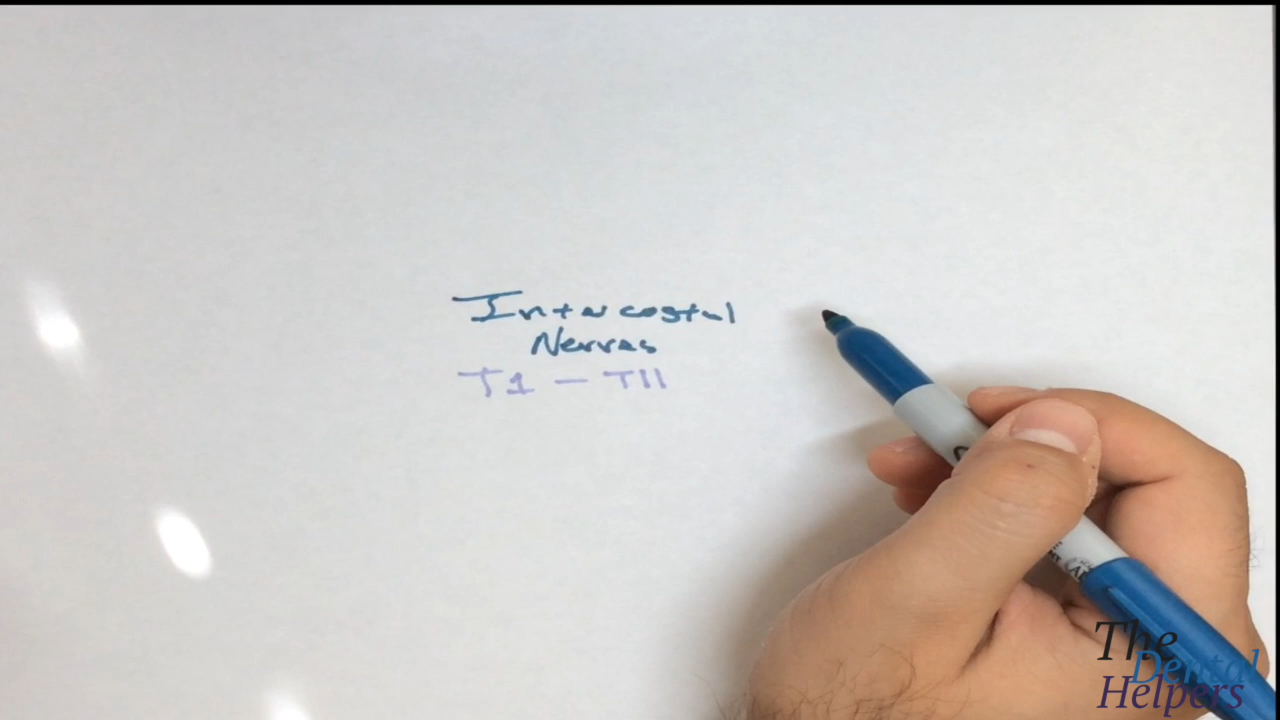 Intercostal
Nerves
T1 – T11
The
Dental
Helpers